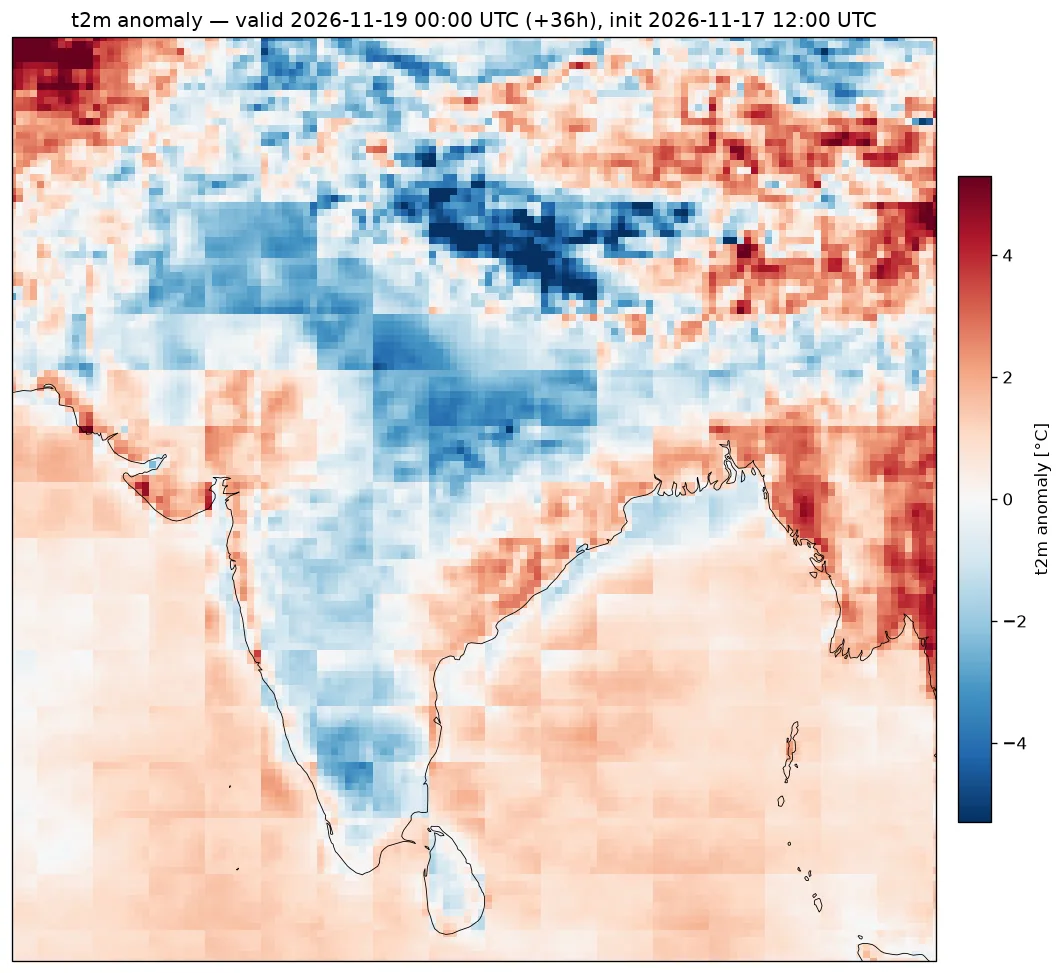 t2m anomaly — valid 2026-11-19 00:00 UTC (+36h), init 2026-11-17 12:00 UTC
4
2
0
−2
−4
t2m anomaly [°C]